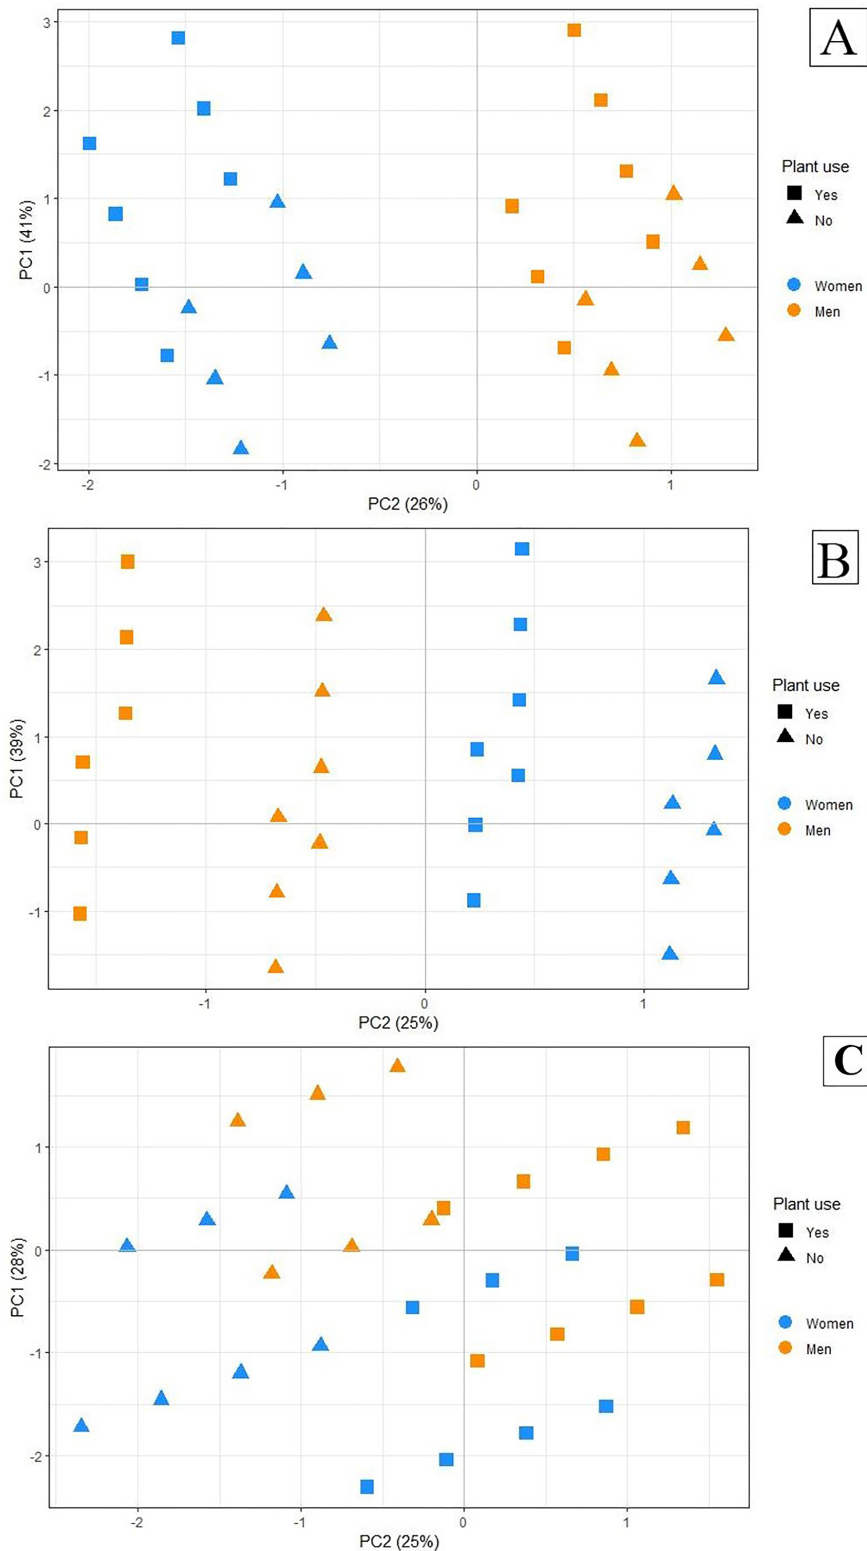 A
3
2
1
0
-1
-2
PC1 (41%)
-2
-1
0
1
PC2 (26%)
Plant use
Yes
No
Women
Men
B
3
2
1
0
-1
PC1 (39%)
-1
0
1
PC2 (25%)
Plant use
Yes
No
Women
Men
C
1
0
-1
-2
PC1 (28%)
-2
-1
0
1
PC2 (25%)
Plant use
Yes
No
Women
Men